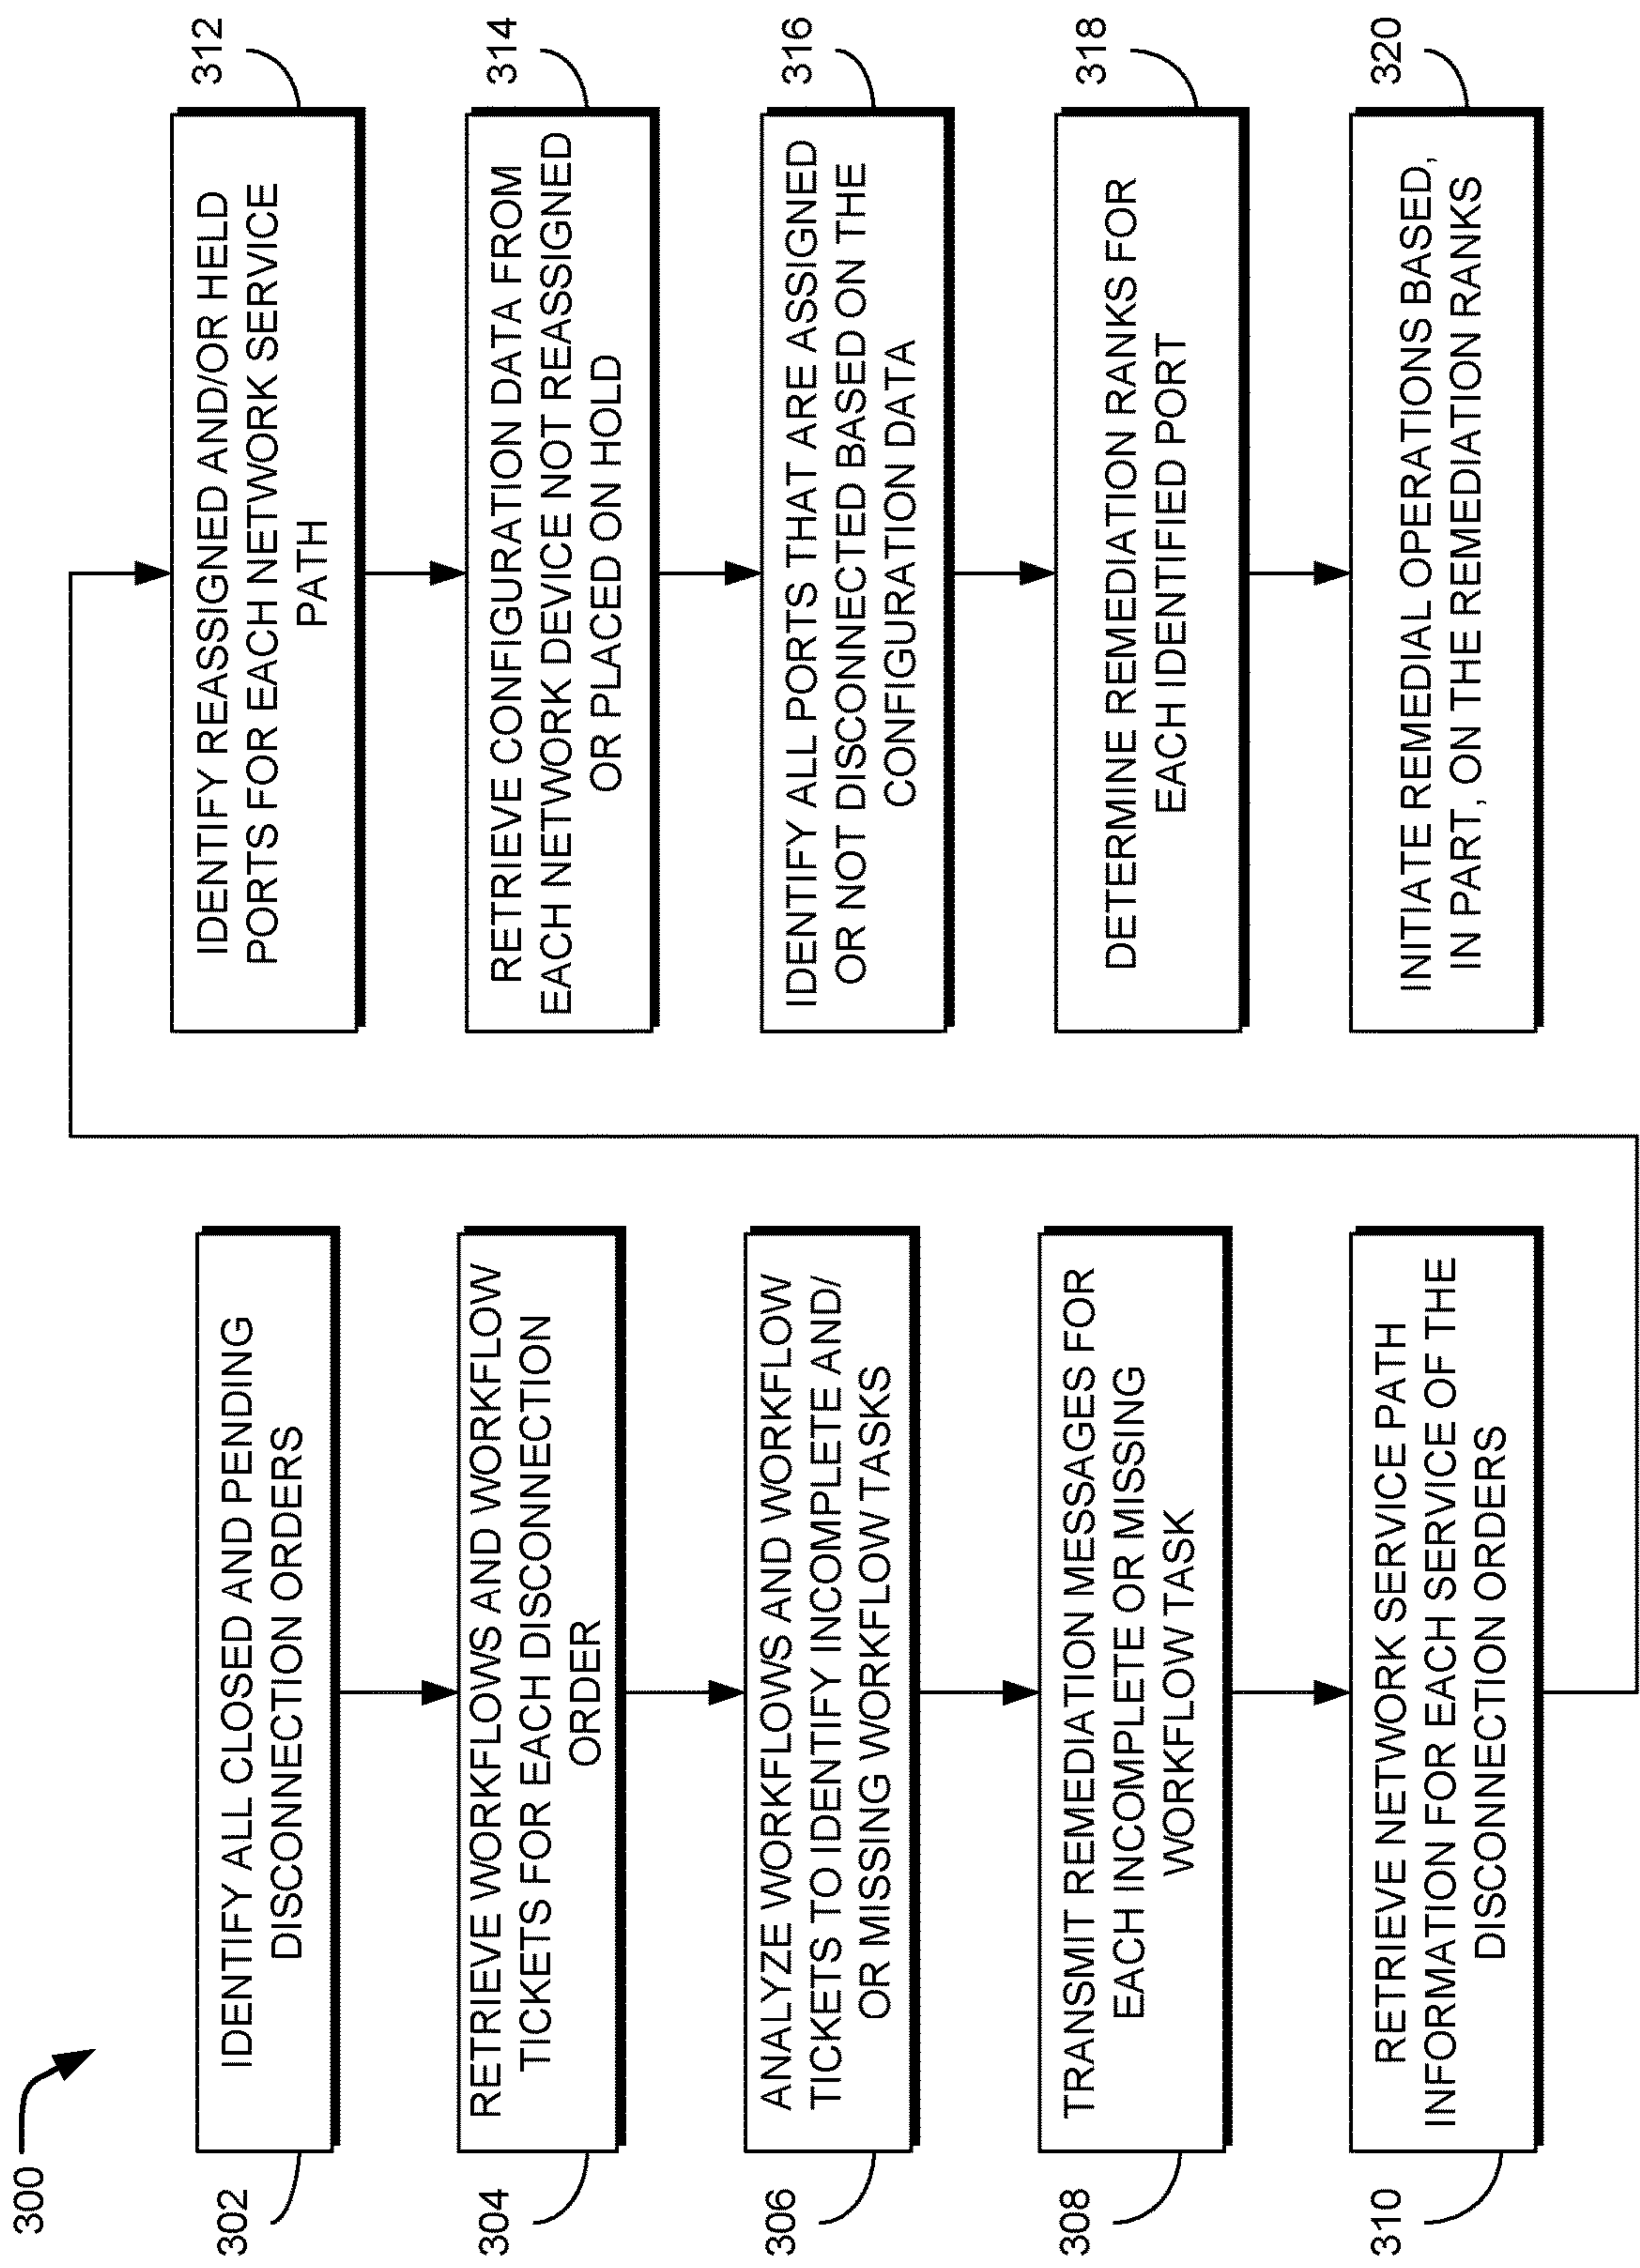 300
302
IDENTIFY ALL CLOSED AND PENDING
DISCONNECTION ORDERS
304
RETRIEVE WORKFLOWS AND WORKFLOW
TICKETS FOR EACH DISCONNECTION
ORDER
306
ANALYZE WORKFLOWS AND WORKFLOW
TICKETS TO IDENTIFY INCOMPLETE AND/
OR MISSING WORKFLOW TASKS
308
TRANSMIT REMEDIATION MESSAGES FOR
EACH INCOMPLETE OR MISSING
WORKFLOW TASK
310
RETRIEVE NETWORK SERVICE PATH
INFORMATION FOR EACH SERVICE OF THE
DISCONNECTION ORDERS
312
IDENTIFY REASSIGNED AND/OR HELD
PORTS FOR EACH NETWORK SERVICE
PATH
314
RETRIEVE CONFIGURATION DATA FROM
EACH NETWORK DEVICE NOT REASSIGNED
OR PLACED ON HOLD
316
IDENTIFY ALL PORTS THAT ARE ASSIGNED
OR NOT DISCONNECTED BASED ON THE
CONFIGURATION DATA
318
DETERMINE REMEDIATION RANKS FOR
EACH IDENTIFIED PORT
320
INITIATE REMEDIAL OPERATIONS BASED,
IN PART, ON THE REMEDIATION RANKS